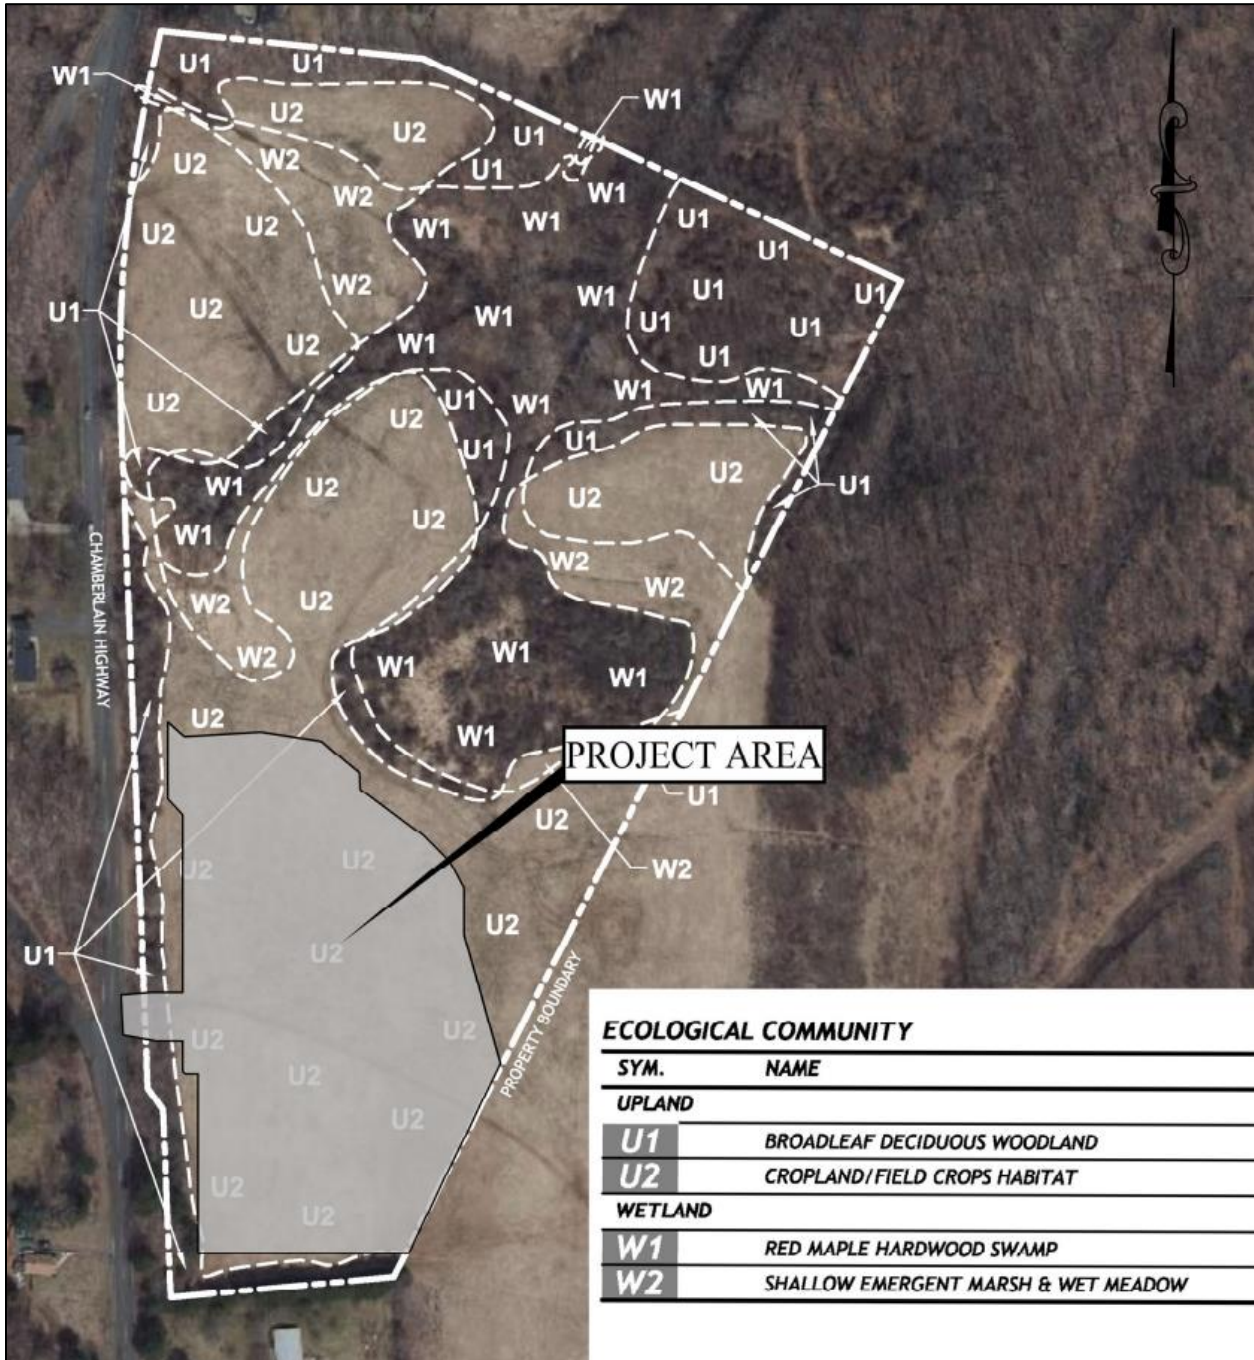 U1 U1
W1
W1
U2 U2 U1
U2 W2 U1
W2 W1 W1 W1 U1
U2 U2 U1
W2 W1 U1 U1
U1 U2 W1 U1 U1
U2 W1 U1
U2 U2 U1 W1 W1 W1
U1 U1
U2 U2 U2 U1
W1 U2
W1 W2
CHAMBERLAIN HIGHWAY
W2 U2 W2
W2 W1 W1 W1
U2 W1
PROJECT AREA
U1
U2
U2 U2 W2
U2
U1 U2
PROPERTY BOUNDARY
U2 U2
U2
U2
U2
U2
ECOLOGICAL COMMUNITY
SYM. NAME
UPLAND
U1 BROADLEAF DECIDUOUS WOODLAND
U2 CROPLAND/FIELD CROPS HABITAT
WETLAND
W1 RED MAPLE HARDWOOD SWAMP
W2 SHALLOW EMERGENT MARSH & WET MEADOW